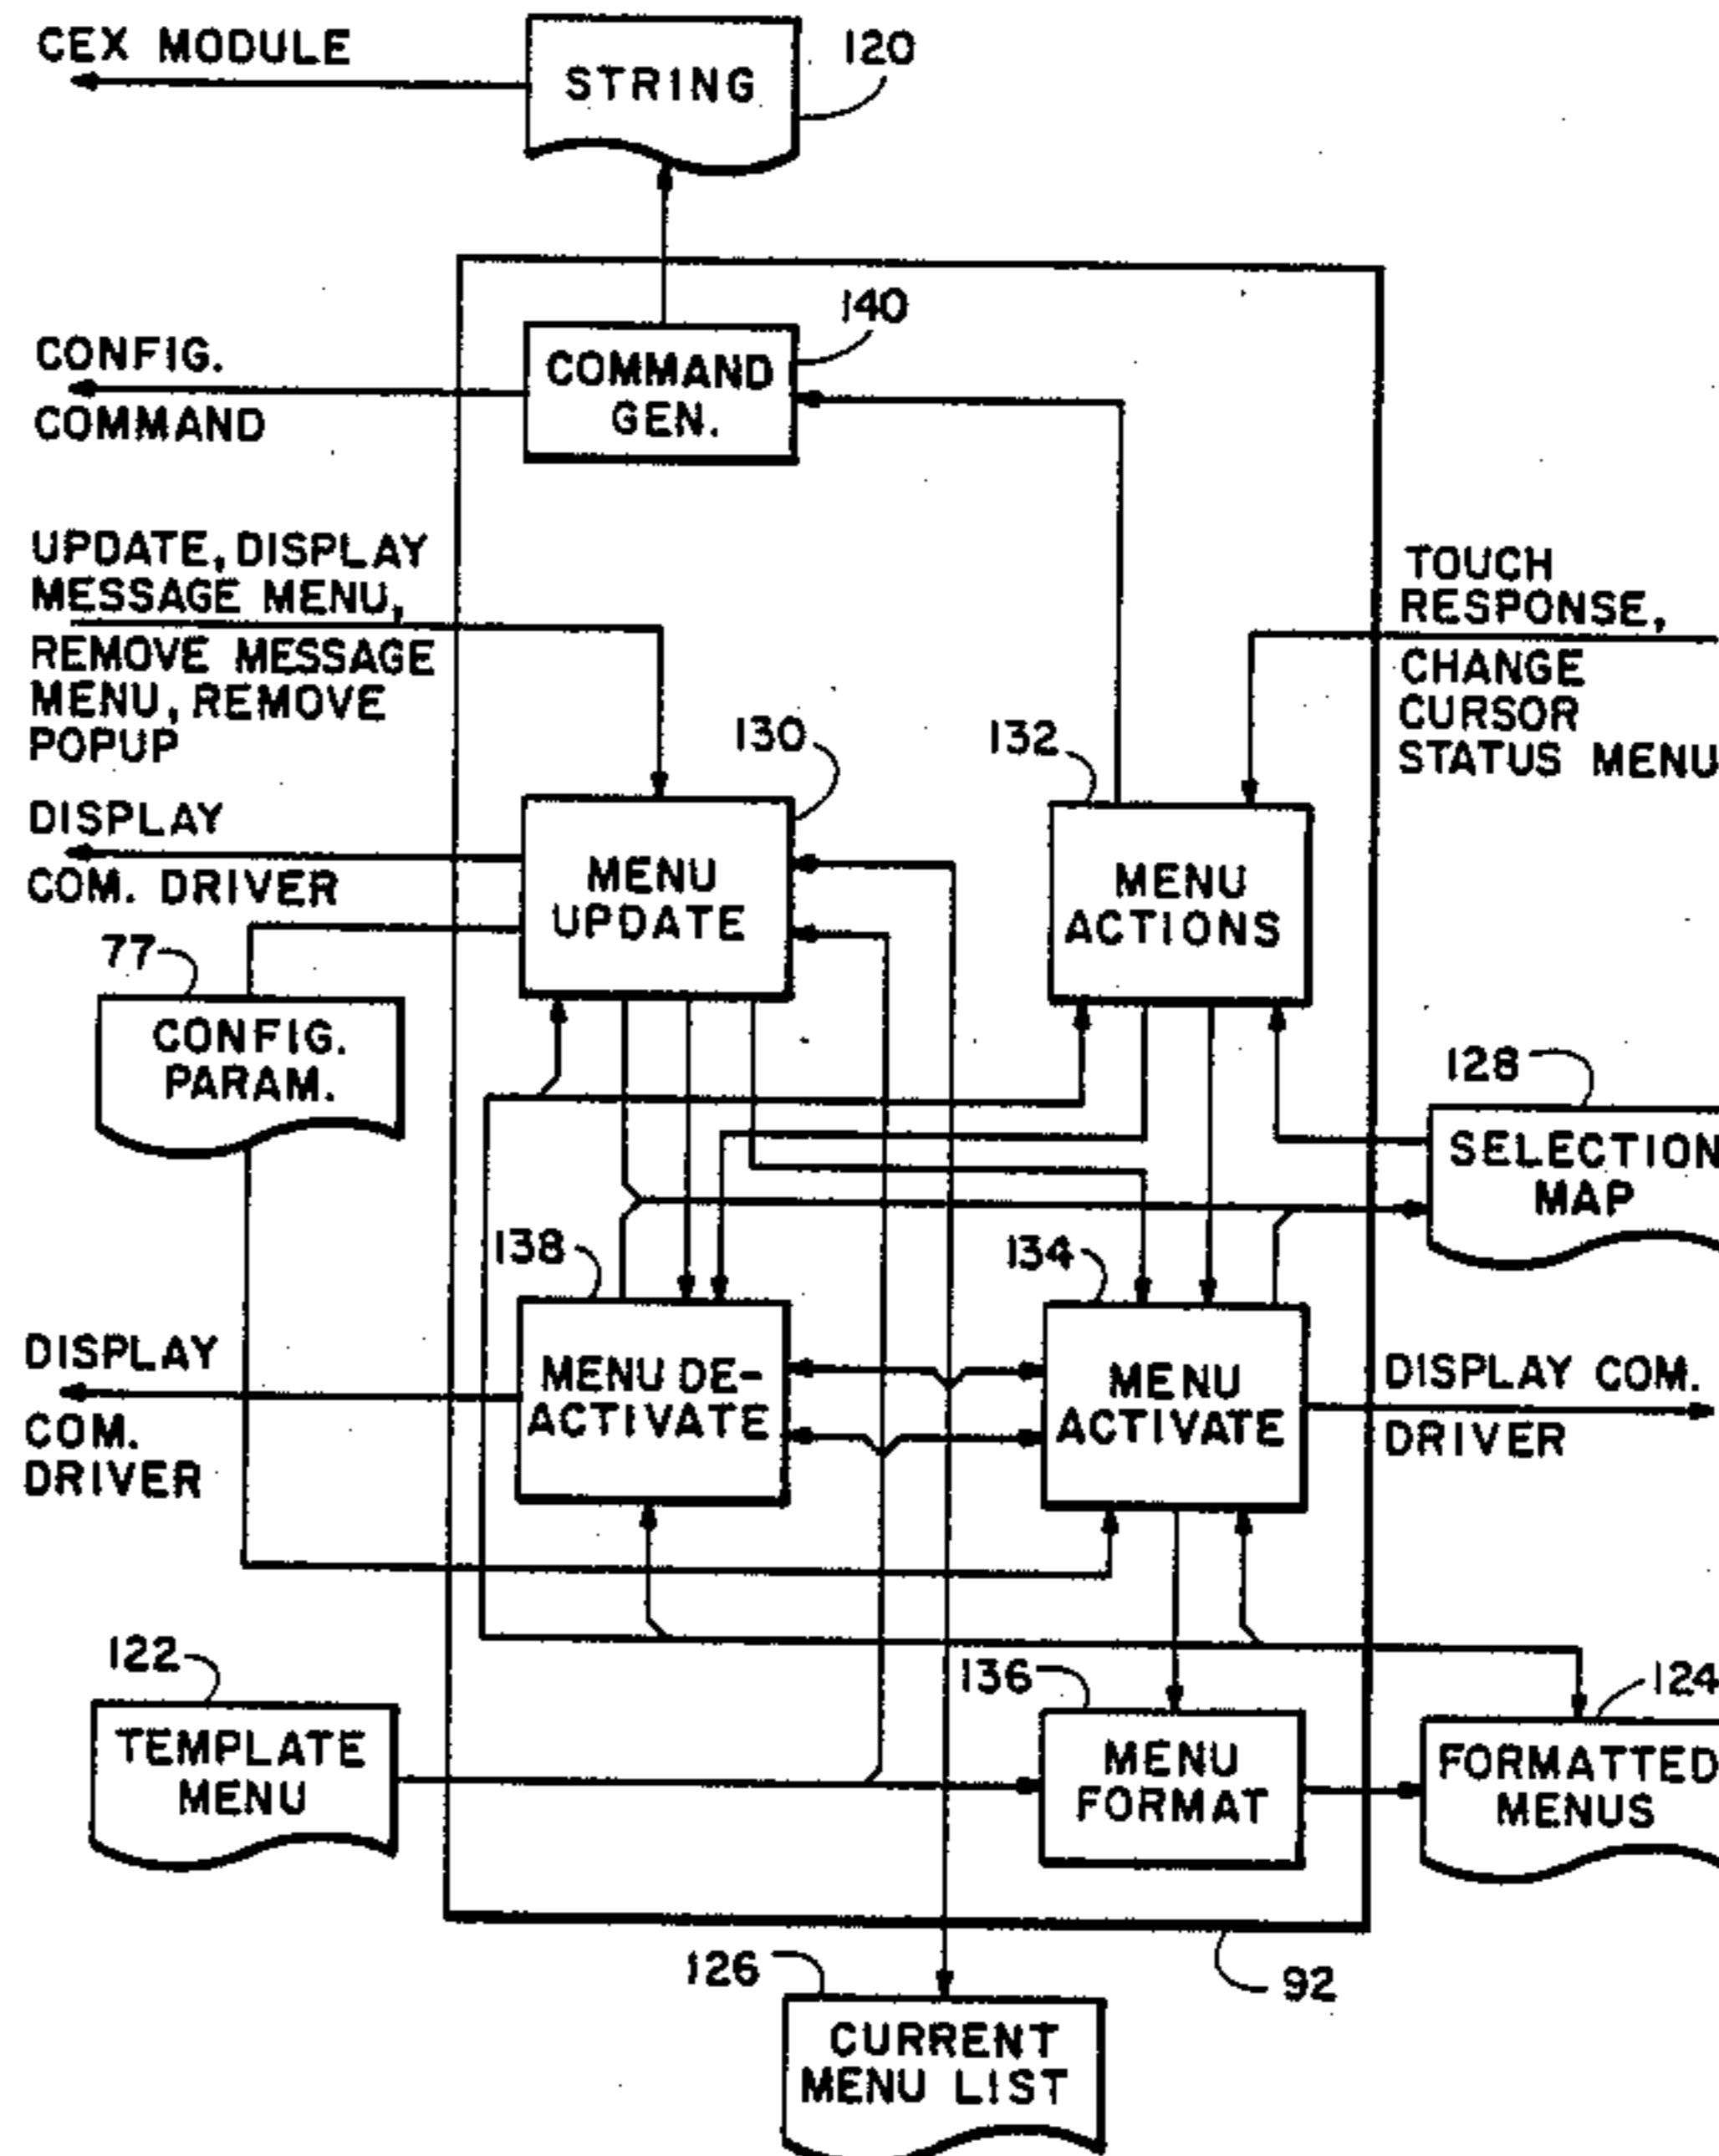 CEX MODULE
STRING
120
140
CONFIG.
COMMAND
COMMAND
GEN.
UPDATE, DISPLAY
MESSAGE MENU,
REMOVE MESSAGE
MENU, REMOVE
POPUP
TOUCH
RESPONSE,
CHANGE
CURSOR
STATUS MENU
130
132
DISPLAY
COM. DRIVER
MENU
UPDATE
MENU
ACTIONS
77
CONFIG.
PARAM.
128
SELECTION
MAP
138
134
DISPLAY
COM.
DRIVER
MENU DE-
ACTIVATE
MENU
ACTIVATE
DISPLAY COM.
DRIVER
122
TEMPLATE
MENU
136
MENU
FORMAT
124
FORMATTED
MENUS
126
92
CURRENT
MENU LIST